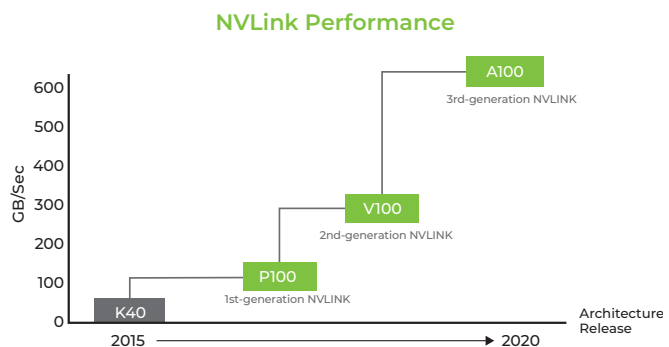 NVLink Performance
600
500
400
300
200
100
0
GB/Sec
A100
3rd-generation NVLINK
V100
2nd-generation NVLINK
P100
1st-generation NVLINK
K40
2015
2020
Architecture
Release